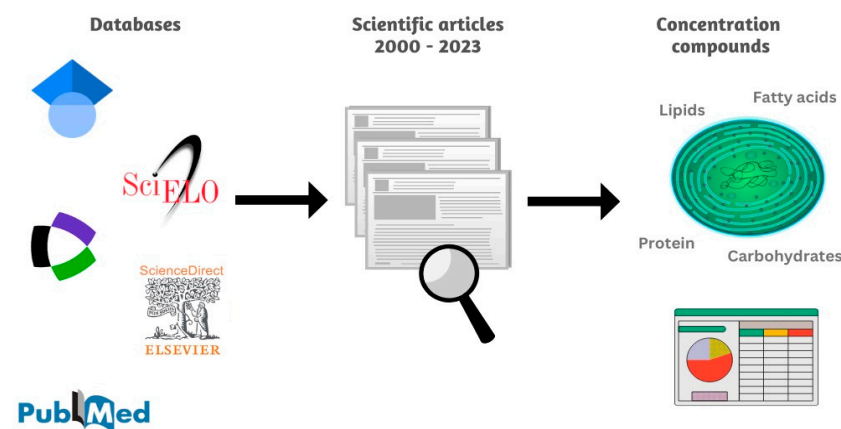 Databases
Scientific articles
2000 - 2023
Concentration
compounds
SciELO
ScienceDirect
ELSEVIER
PubMed
Lipids
Fatty acids
Protein
Carbohydrates